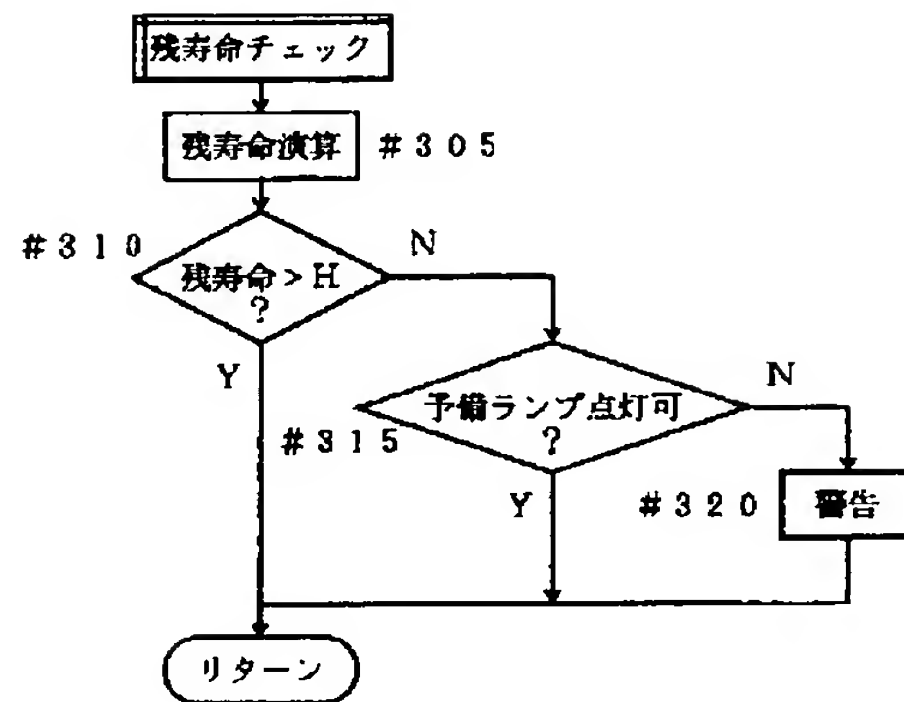 残寿命チェック
残寿命演算
#305
#310
残寿命>H
?
N
Y
予備ランプ点灯可
?
#315
N
Y
#320
警告
リターン